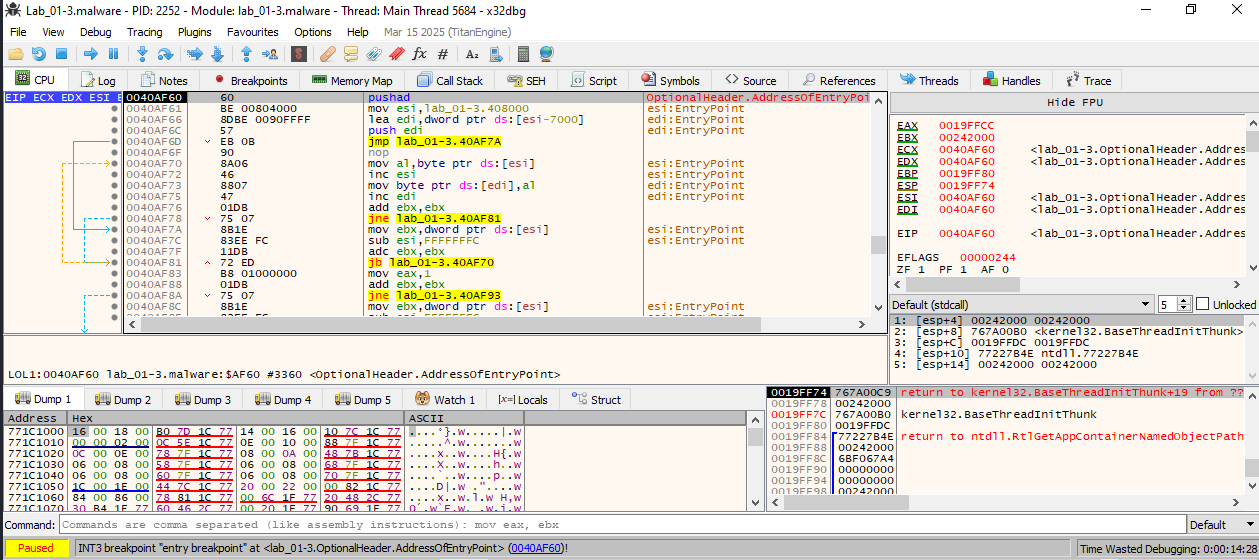 Lab_01-3.malware - PID: 2252 - Module: lab_01-3.malware - Thread: Main Thread 5684 - x32dbg
File View Debug Tracing Plugins Favourites Options Help Mar 15 2025 (TitanEngine)
CPU Log Notes Breakpoints Memory Map Call Stack SEH Script Symbols Source References Threads Handles Trace
EIP ECX EDX ESI E 0040AF60 60 pushad OptionalHeader.AddressOfEntryPoi
0040AF61 BE 00804000 mov esi,lab_01-3.408000 esi:EntryPoint
0040AF66 8DBE 0090FFFF lea edi,dword ptr ds:[esi-7000] edi:EntryPoint
0040AF6C 57 push edi edi:EntryPoint
0040AF6D EB 0B jmp lab_01-3.40AF7A
0040AF6F 90 nop
0040AF70 8A06 mov al,byte ptr ds:[esi] esi:EntryPoint
0040AF72 46 inc esi esi:EntryPoint
0040AF73 8807 mov byte ptr ds:[edi],al edi:EntryPoint
0040AF75 47 inc edi edi:EntryPoint
0040AF76 01DB add ebx,ebx
0040AF78 75 07 jne lab_01-3.40AF81
0040AF7A 8B1E mov ebx,dword ptr ds:[esi] esi:EntryPoint
0040AF7C 83EE FC sub esi,FFFFFFFC esi:EntryPoint
0040AF7F 11DB adc ebx,ebx
0040AF81 72 ED jb lab_01-3.40AF70
0040AF83 B8 01000000 mov eax,1
0040AF88 01DB add ebx,ebx
0040AF8A 75 07 jne lab_01-3.40AF93
0040AF8C 8B1E mov ebx,dword ptr ds:[esi] esi:EntryPoint
Hide FPU
EAX 0019FFCC
EBX 00242000
ECX 0040AF60 <lab_01-3.OptionalHeader.Addres
EDX 0040AF60 <lab_01-3.OptionalHeader.Addres
EBP 0019FF80
ESP 0019FF74
ESI 0040AF60 <lab_01-3.OptionalHeader.Addres
EDI 0040AF60 <lab_01-3.OptionalHeader.Addres
EIP 0040AF60 <lab_01-3.OptionalHeader.Addres
EFLAGS 00000244
ZF 1 PF 1 AF 0
Default (stdcall) 5 Unlocked
1: [esp+4] 00242000 00242000
2: [esp+8] 767A00B0 <kernel32.BaseThreadInitThunk>
3: [esp+C] 0019FFDC 0019FFDC
4: [esp+10] 77227B4E ntdll.77227B4E
5: [esp+14] 00242000 00242000
LOL1:0040AF60 lab_01-3.malware:$AF60 #3360 <OptionalHeader.AddressOfEntryPoint>
Dump 1 Dump 2 Dump 3 Dump 4 Dump 5 Watch 1 [x=] Locals Struct
Address Hex ASCII
771C1000 16 00 18 00 B0 7D 1C 77 14 00 16 00 10 7C 1C 77
771C1010 00 00 02 00 0C 5E 1C 77 0E 00 10 00 88 7F 1C 77
771C1020 0C 00 0E 00 78 7F 1C 77 08 00 0A 00 48 7B 1C 77
771C1030 06 00 08 00 58 7F 1C 77 06 00 08 00 68 7F 1C 77
771C1040 06 00 08 00 60 7F 1C 77 06 00 08 00 70 7F 1C 77
771C1050 1C 00 1E 00 44 7C 1C 77 20 00 22 00 00 82 1C 77
771C1060 84 00 86 00 78 81 1C 77 00 6C 1F 77 20 48 2C 77
0019FF74 767A00C9 return to kernel32.BaseThreadInitThunk+19 from ??
0019FF78 00242000
0019FF7C 767A00B0 kernel32.BaseThreadInitThunk
0019FF80 0019FFDC
0019FF84 77227B4E return to ntdll.RtlGetAppContainerNamedObjectPath
0019FF88 00242000
0019FF8C 6BF067A4
0019FF90 00000000
0019FF94 00000000
0019FF98 00242000
Command: Commands are comma separated (like assembly instructions): mov eax, ebx Default
Paused INT3 breakpoint "entry breakpoint" at <lab_01-3.OptionalHeader.AddressOfEntryPoint> (0040AF60)! Time Wasted Debugging: 0:00:14:28